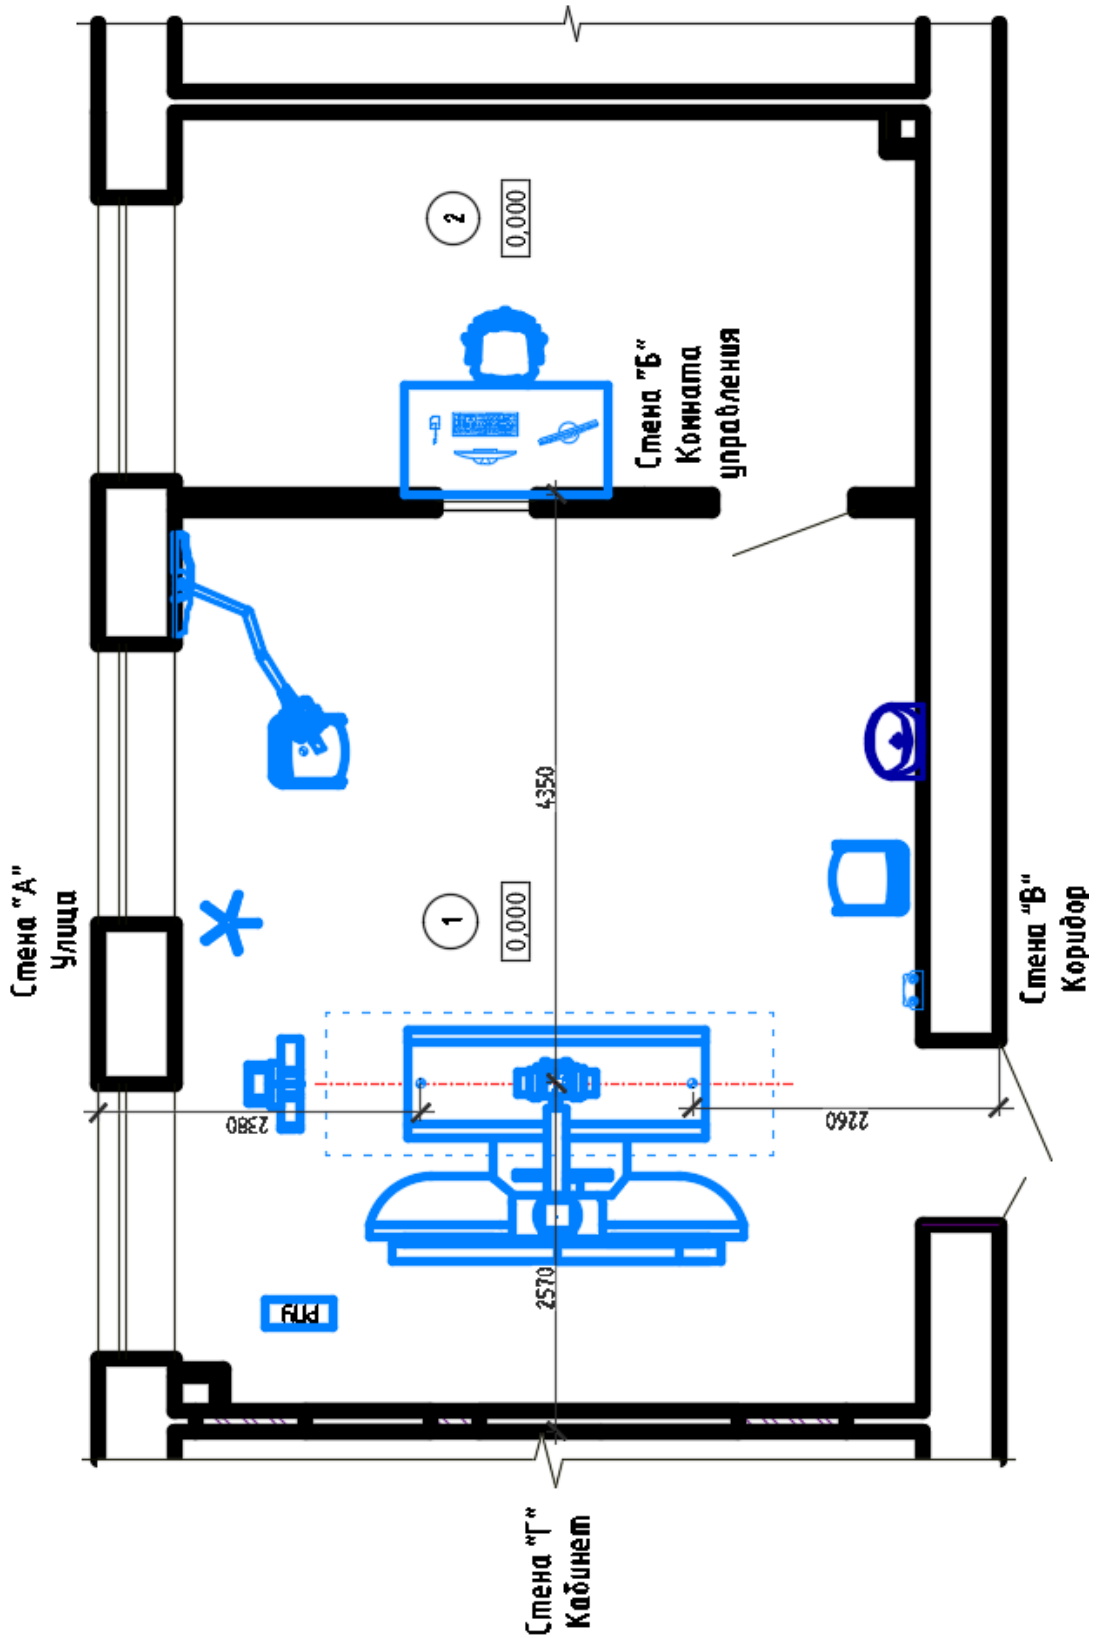 Стена "А"
Улица
2
0,000
Стена "Б"
Комната
управления
4350
1
0,000
Стена "В"
Коридор
2380
2260
2570
РПУ
Стена "Г"
Кабинет